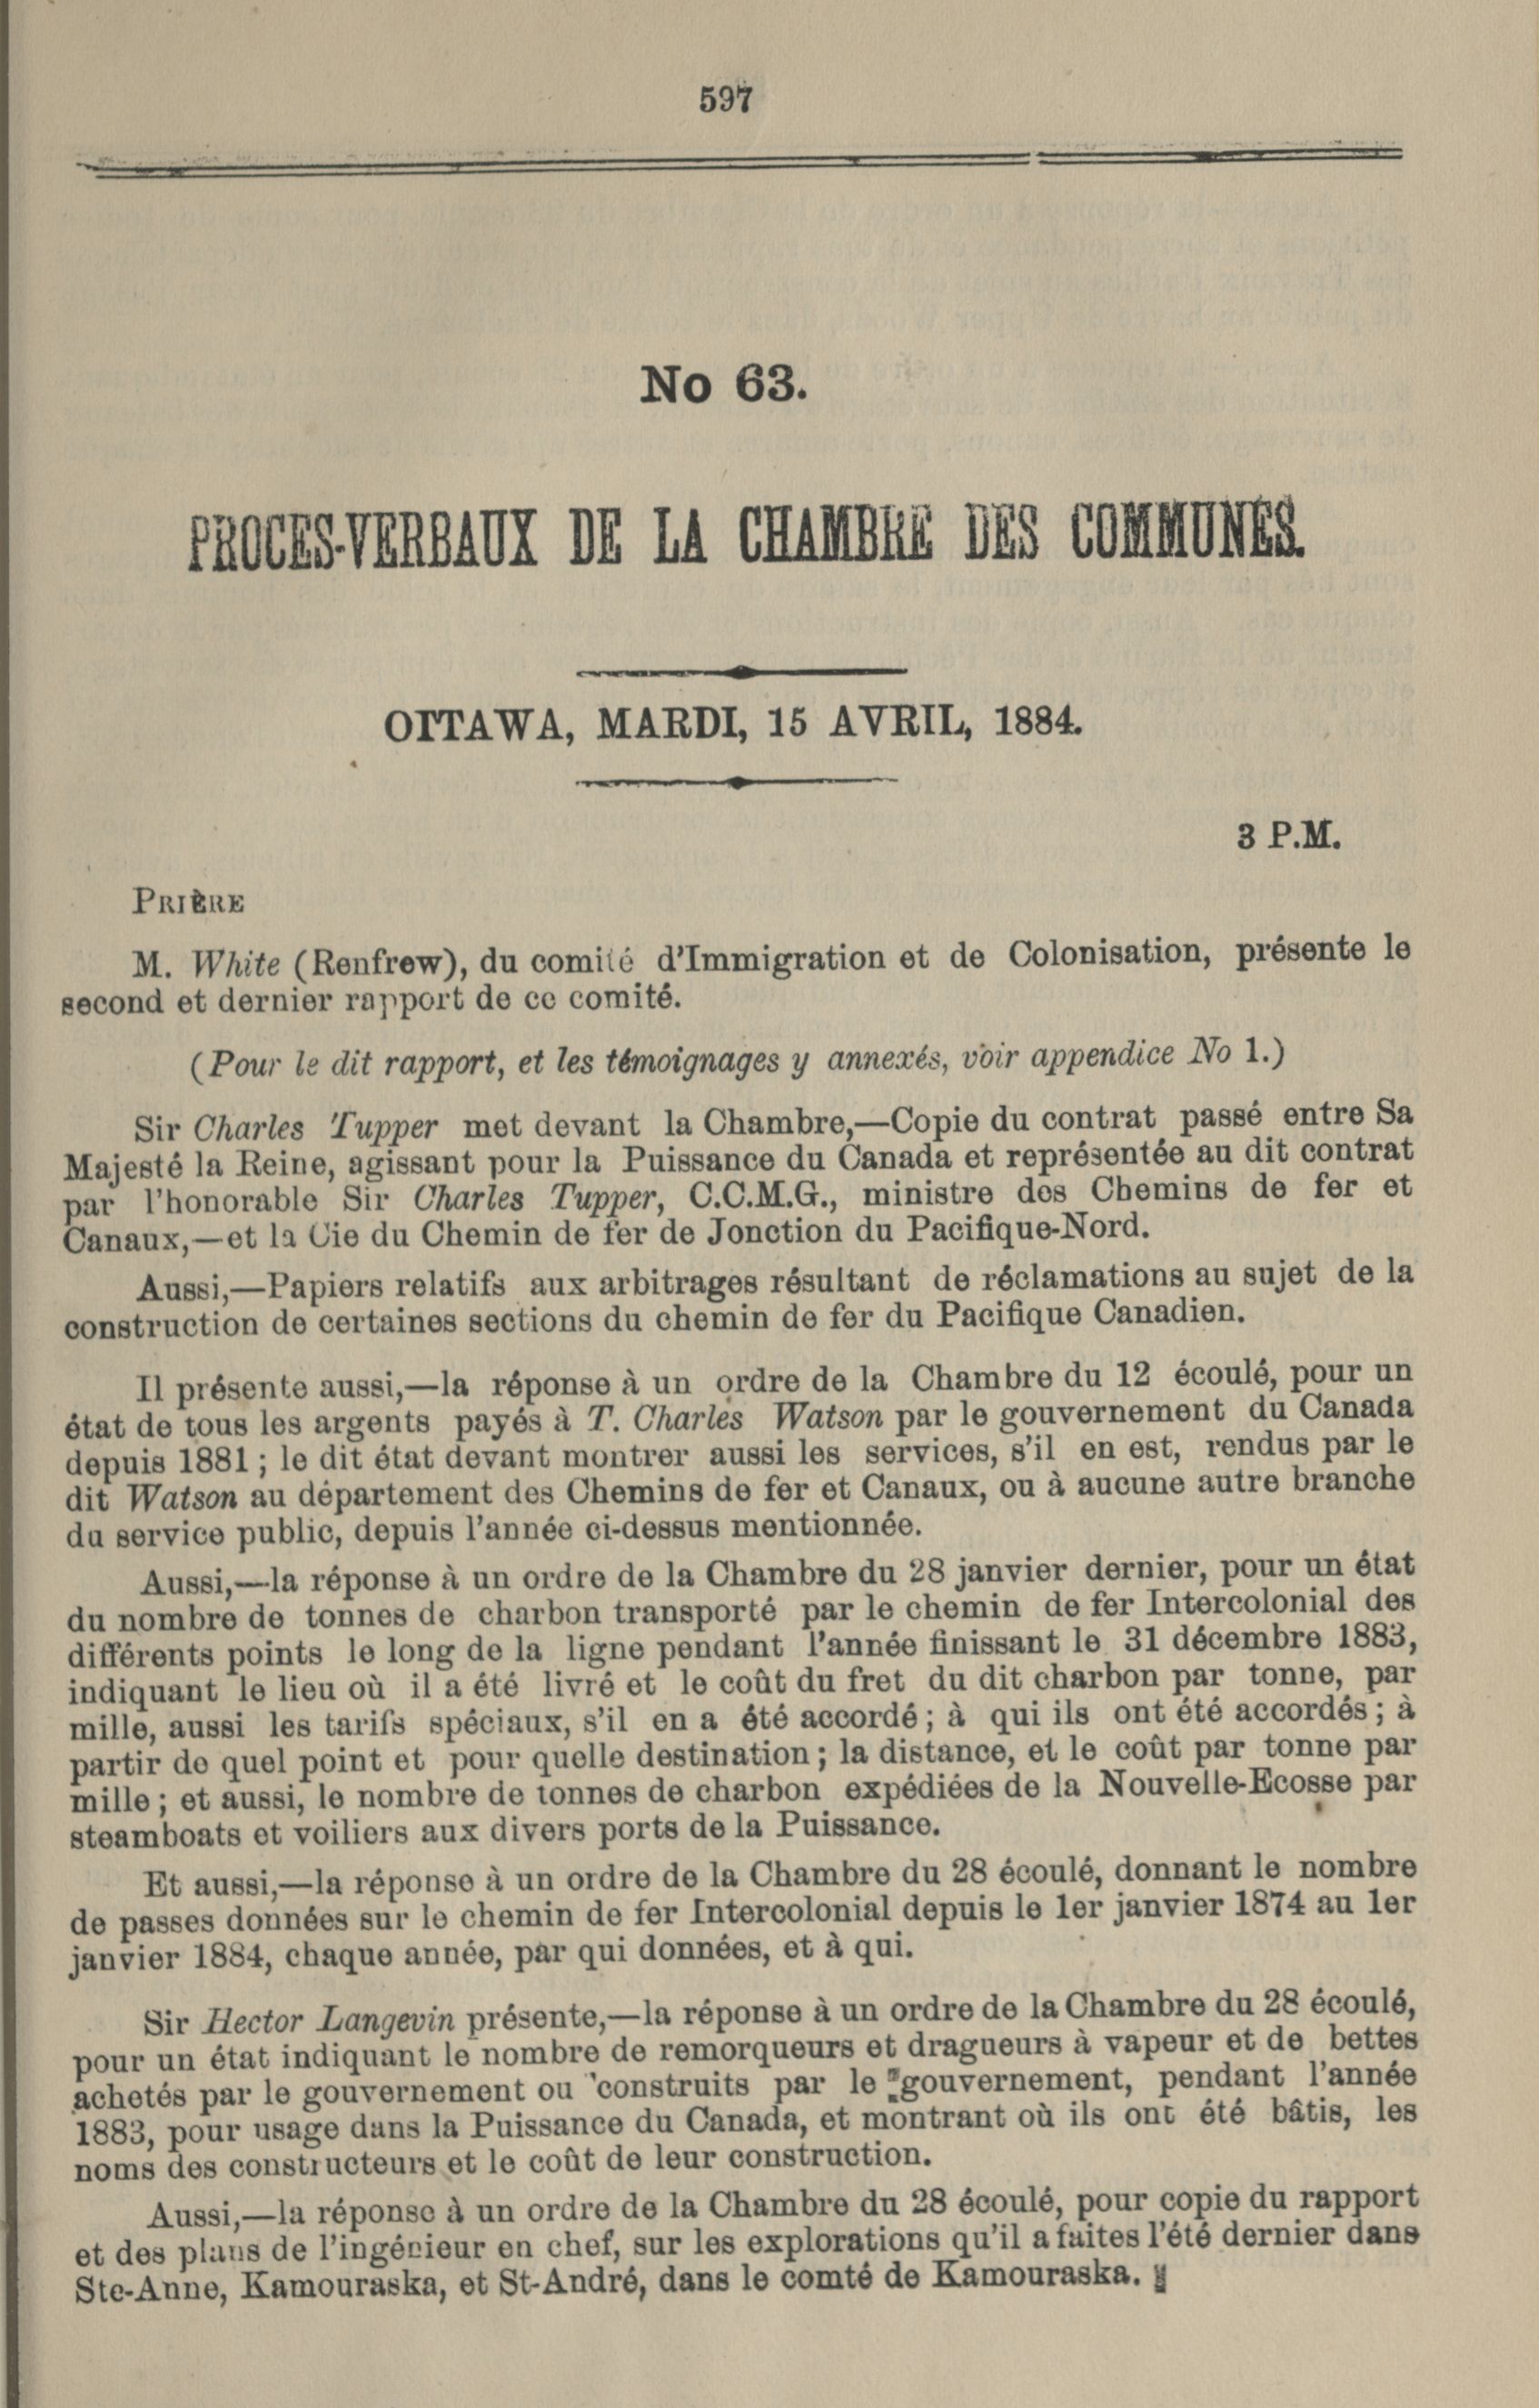 597
No 63.
PROCES-VERBAUX DE LA CHAMBRE DES COMMUNES.
OTTAWA, MARDI, 15 AVRIL, 1884.
3 P.M.
PRIÈRE
M. White (Renfrew), du comité d'Immigration et de Colonisation, présente le
second et dernier rapport de ce comité.
(Pour le dit rapport, et les témoignages y annexés, voir appendice No 1.)
Sir Charles Tupper met devant la Chambre,—Copie du contrat passé entre Sa
Majesté la Reine, agissant pour la Puissance du Canada et représentée au dit contrat
par l'honorable Sir Charles Tupper, C.C.M.G., ministre des Chemins de fer et
Canaux,—et la Cie du Chemin de fer de Jonction du Pacifique-Nord.
Aussi,—Papiers relatifs aux arbitrages résultant de réclamations au sujet de la
construction de certaines sections du chemin de fer du Pacifique Canadien.
Il présente aussi,—la réponse à un ordre de la Chambre du 12 écoulé, pour un
état de tous les argents payés à T. Charles Watson par le gouvernement du Canada
depuis 1881 ; le dit état devant montrer aussi les services, s'il en est, rendus par le
dit Watson au département des Chemins de fer et Canaux, ou à aucune autre branche
du service public, depuis l'année ci-dessus mentionnée.
Aussi,—la réponse à un ordre de la Chambre du 28 janvier dernier, pour un état
du nombre de tonnes de charbon transporté par le chemin de fer Intercolonial des
différents points le long de la ligne pendant l'année finissant le 31 décembre 1883,
indiquant le lieu où il a été livré et le coût du fret du dit charbon par tonne, par
mille, aussi les tarifs spéciaux, s'il en a été accordé ; à qui ils ont été accordés ; à
partir de quel point et pour quelle destination ; la distance, et le coût par tonne par
mille ; et aussi, le nombre de tonnes de charbon expédiées de la Nouvelle-Ecosse par
steamboats et voiliers aux divers ports de la Puissance.
Et aussi,—la réponse à un ordre de la Chambre du 28 écoulé, donnant le nombre
de passes données sur le chemin de fer Intercolonial depuis le 1er janvier 1874 au 1er
janvier 1884, chaque année, par qui données, et à qui.
Sir Hector Langevin présente,—la réponse à un ordre de la Chambre du 28 écoulé,
pour un état indiquant le nombre de remorqueurs et dragueurs à vapeur et de bettes
achetés par le gouvernement ou construits par le gouvernement, pendant l'année
1883, pour usage dans la Puissance du Canada, et montrant où ils ont été bâtis, les
noms des constructeurs et le coût de leur construction.
Aussi,—la réponse à un ordre de la Chambre du 28 écoulé, pour copie du rapport
et des plans de l'ingénieur en chef, sur les explorations qu'il a faites l'été dernier dans
Ste-Anne, Kamouraska, et St-André, dans le comté de Kamouraska.